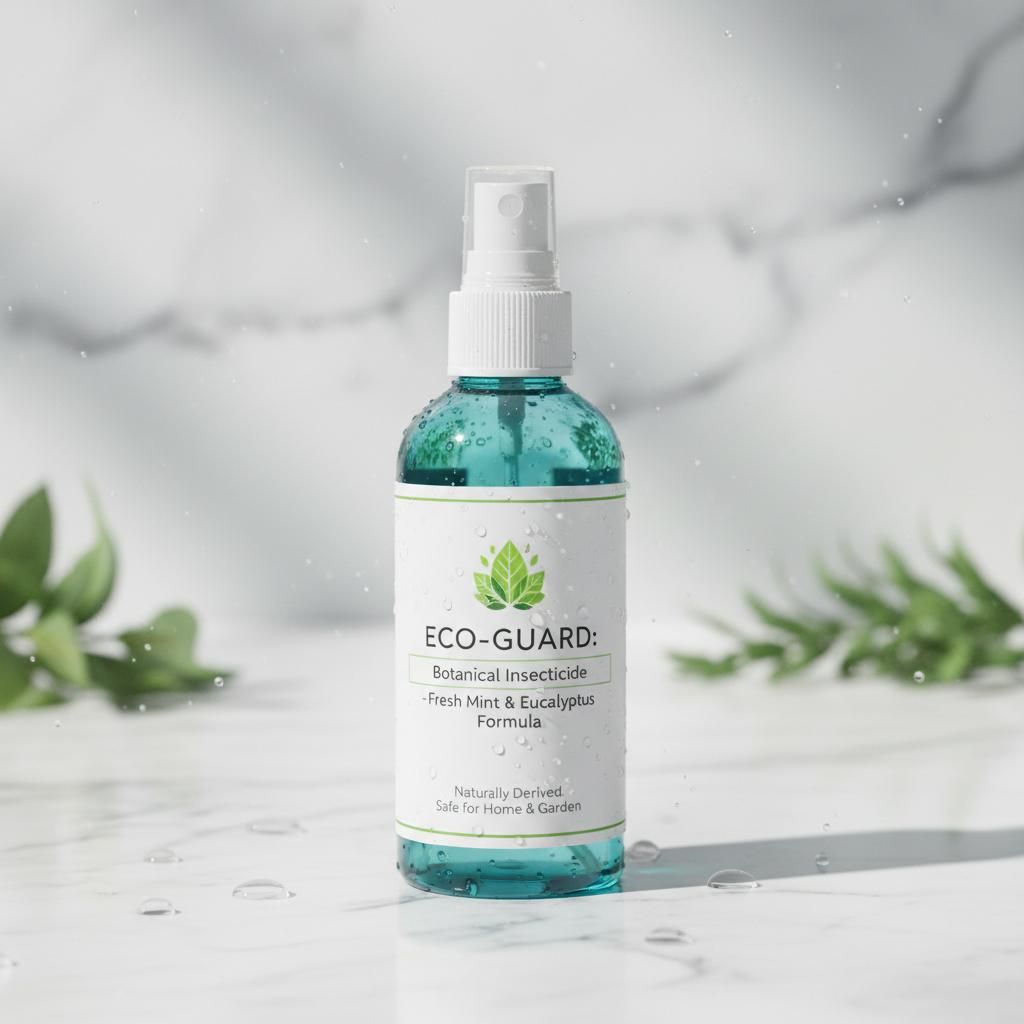 ECO-GUARD:
Botanical Insecticide
-Fresh Mint & Eucalyptus
Formula
Naturally Derived.
Safe for Home & Garden